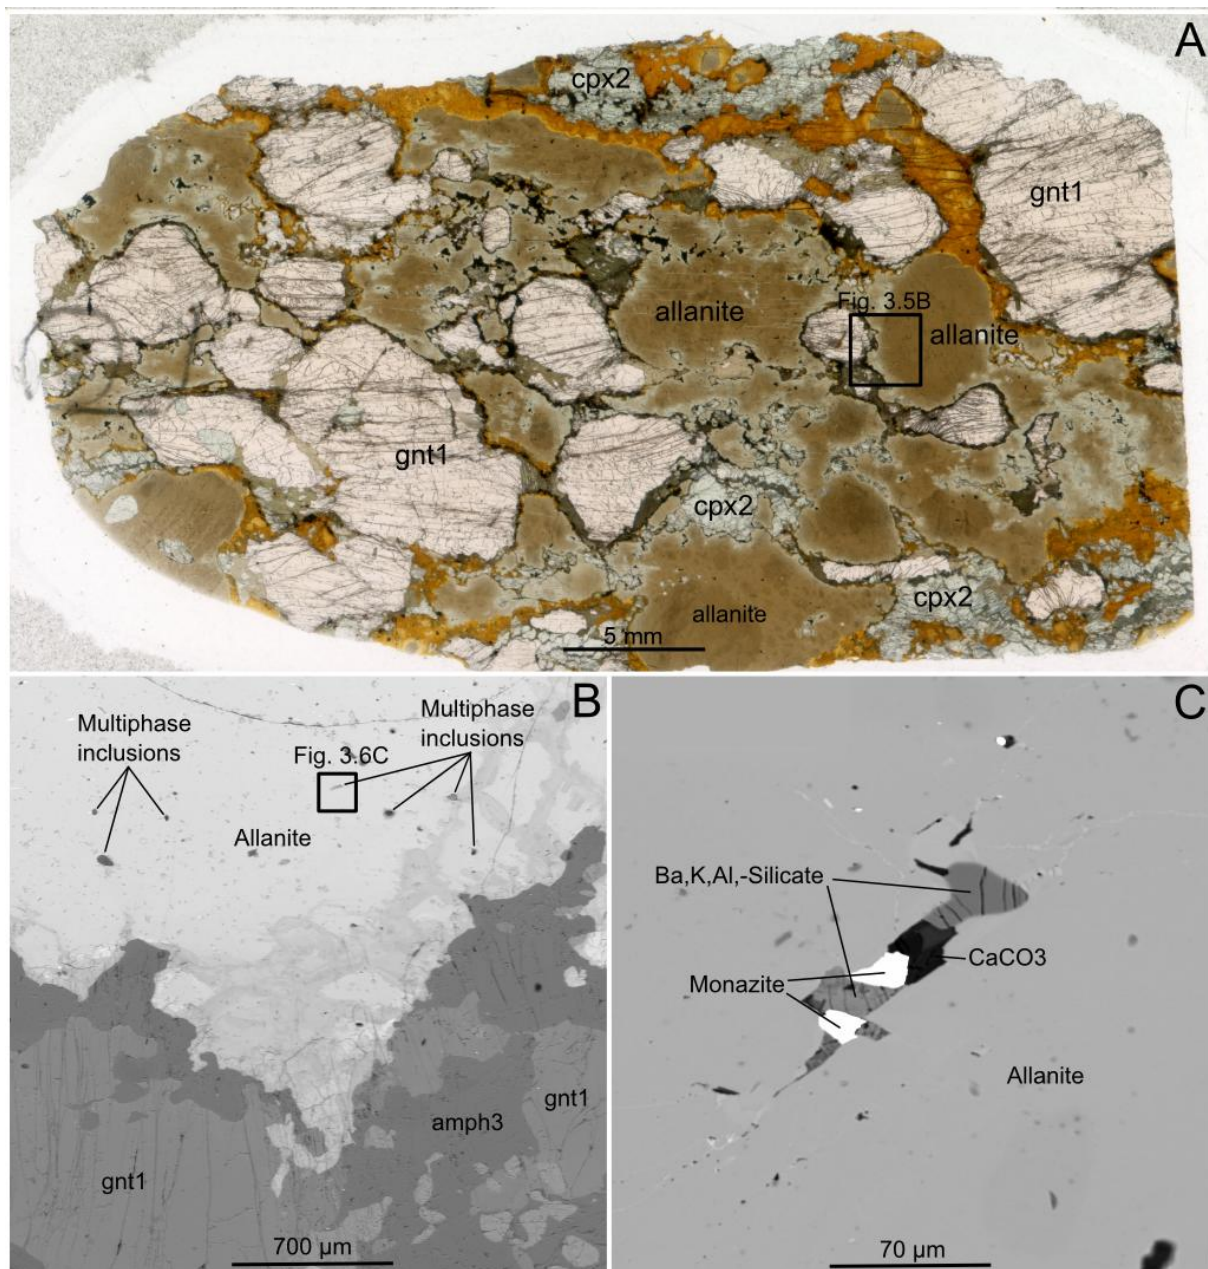 A
cpx2
gnt1
allanite
Fig. 3.5B
allanite
gnt1
cpx2
cpx2
allanite
5 mm
B
Multiphase
inclusions
Multiphase
inclusions
Fig. 3.6C
Allanite
amph3
gnt1
gnt1
700 µm
C
Ba,K,Al,-Silicate
CaCO3
Monazite
Allanite
70 µm